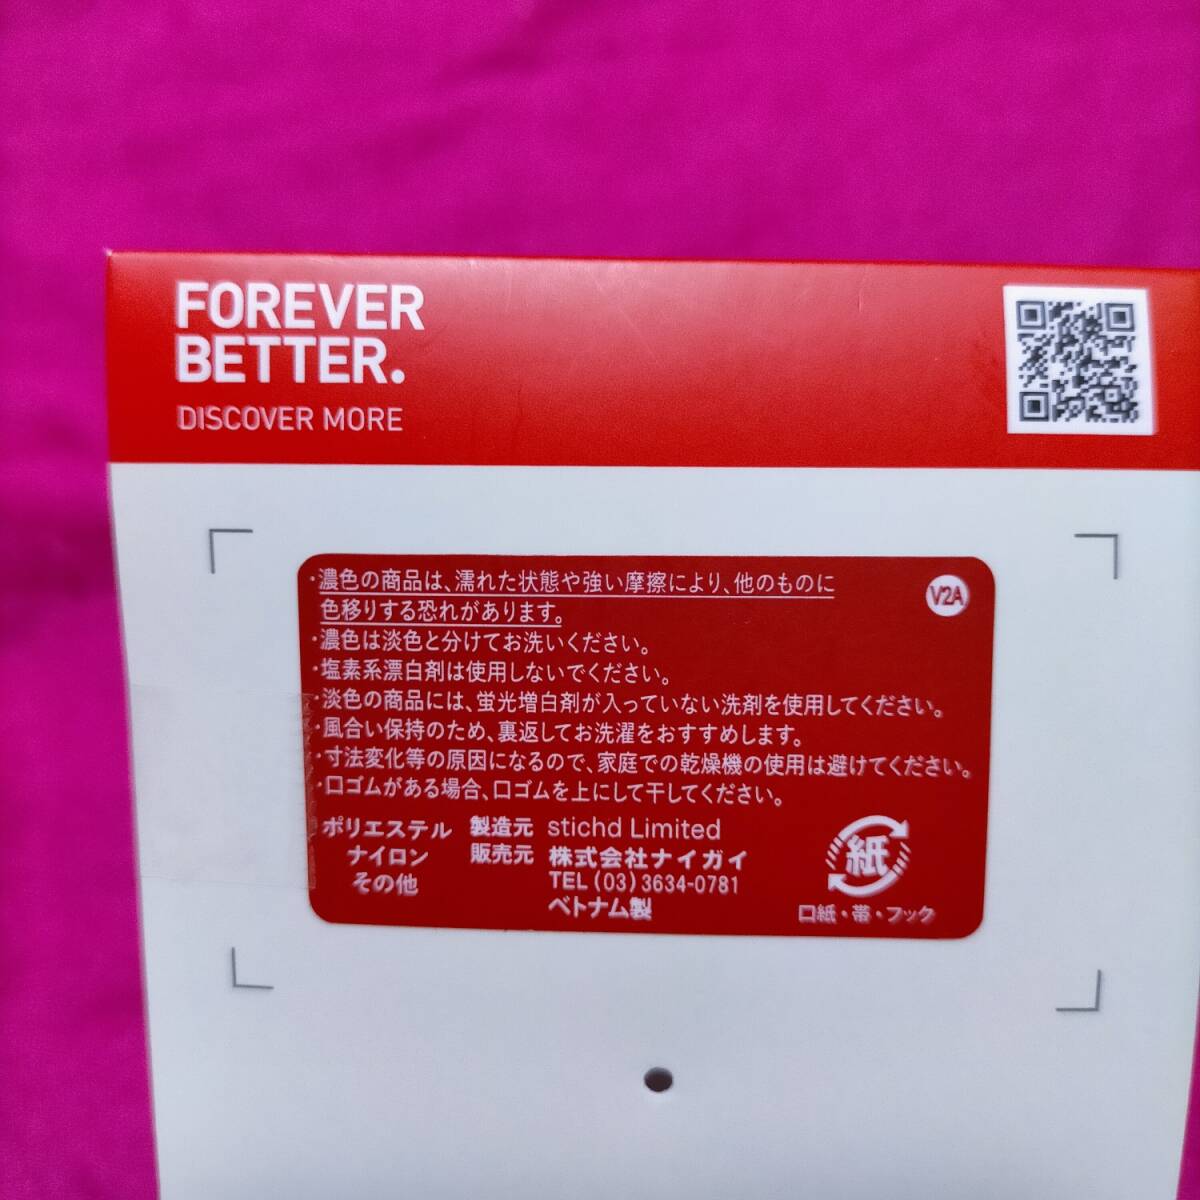 FOREVER
BETTER.
DISCOVER MORE
・濃色の商品は、濡れた状態や強い摩擦により、他のものに
色移りする恐れがあります。
V2A
・濃色は淡色と分けてお洗いください。
・塩素系漂白剤は使用しないでください。
・淡色の商品には、蛍光増白剤が入っていない洗剤を使用してください。
・風合い保持のため、裏返してお洗濯をおすすめします。
・寸法変化等の原因になるので、家庭での乾燥機の使用は避けてください。
・口ゴムがある場合、口ゴムを上にして干してください。
ポリエステル 製造元 stichd Limited
ナイロン 販売元 株式会社ナイガイ
その他 TEL (03) 3634-0781
ベトナム製
紙
口紙・帯・フック